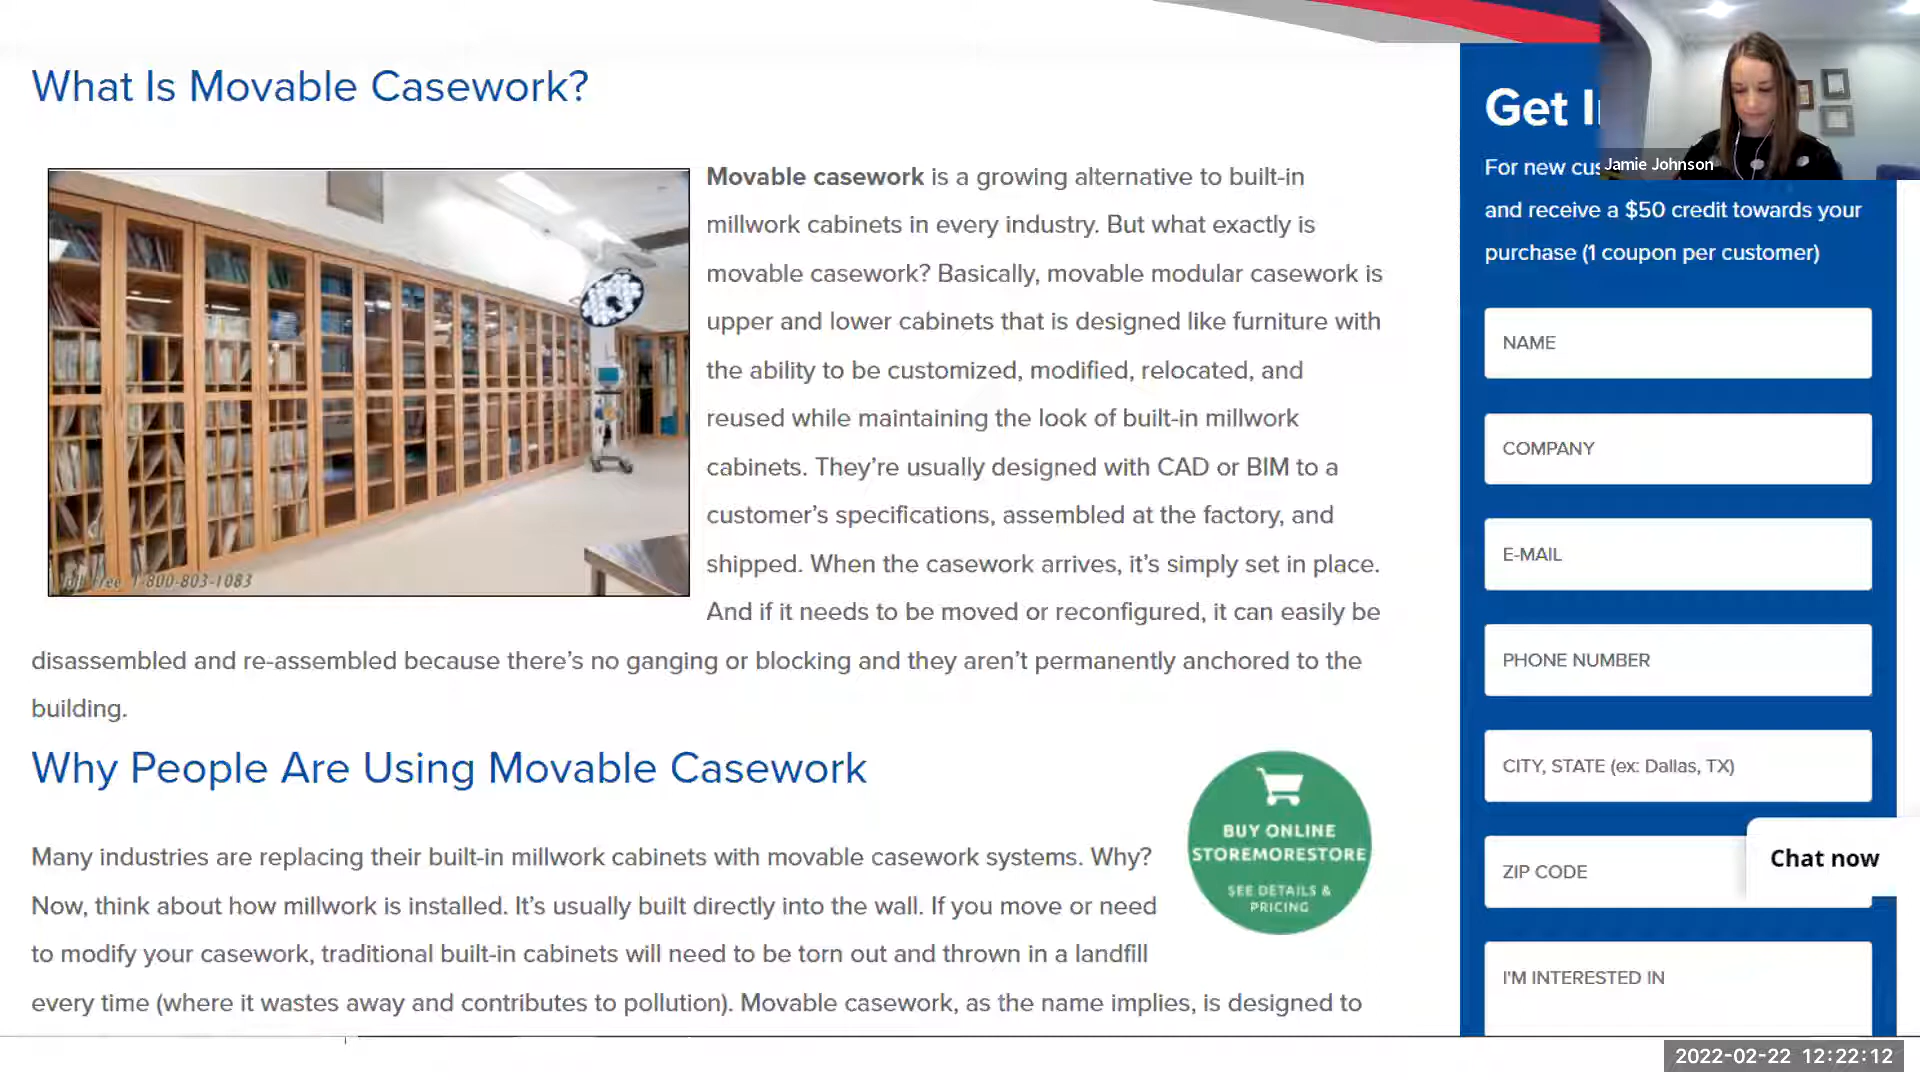 What Is Movable Casework?
Movable casework is a growing alternative to built-in
millwork cabinets in every industry. But what exactly is
movable casework? Basically, movable modular casework is
upper and lower cabinets that is designed like furniture with
the ability to be customized, modified, relocated, and
reused while maintaining the look of built-in millwork
cabinets. They're usually designed with CAD or BIM to a
customer's specifications, assembled at the factory, and
shipped. When the casework arrives, it's simply set in place.
And if it needs to be moved or reconfigured, it can easily be
disassembled and re-assembled because there's no ganging or blocking and they aren't permanently anchored to the
building.
Toll Free 1-800-803-1083
Why People Are Using Movable Casework
Many industries are replacing their built-in millwork cabinets with movable casework systems. Why?
Now, think about how millwork is installed. It's usually built directly into the wall. If you move or need
to modify your casework, traditional built-in cabinets will need to be torn out and thrown in a landfill
every time (where it wastes away and contributes to pollution). Movable casework, as the name implies, is designed to
BUY ONLINE
STOREMORESTORE
SEE DETAILS &
PRICING
Get
For new
and receive a $50 credit towards your
purchase (1 coupon per customer)
NAME
COMPANY
E-MAIL
PHONE NUMBER
CITY, STATE (ex: Dallas, TX)
ZIP CODE
I'M INTERESTED IN
Chat now
Jamie Johnson
2022-02-22 12:22:12